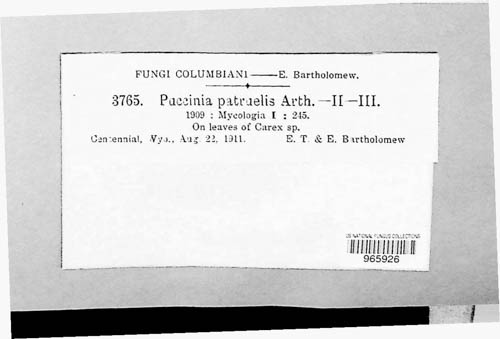 FUNGI COLUMBIANI——E. Bartholomew.
3765. Puccinia patruelis Arth. —II—III.
1909 : Mycologia I : 245.
On leaves of Carex sp.
Centennial, Wyo., Aug. 22, 1911. E. T. & E. Bartholomew
US NATIONAL FUNGUS COLLECTIONS
965926